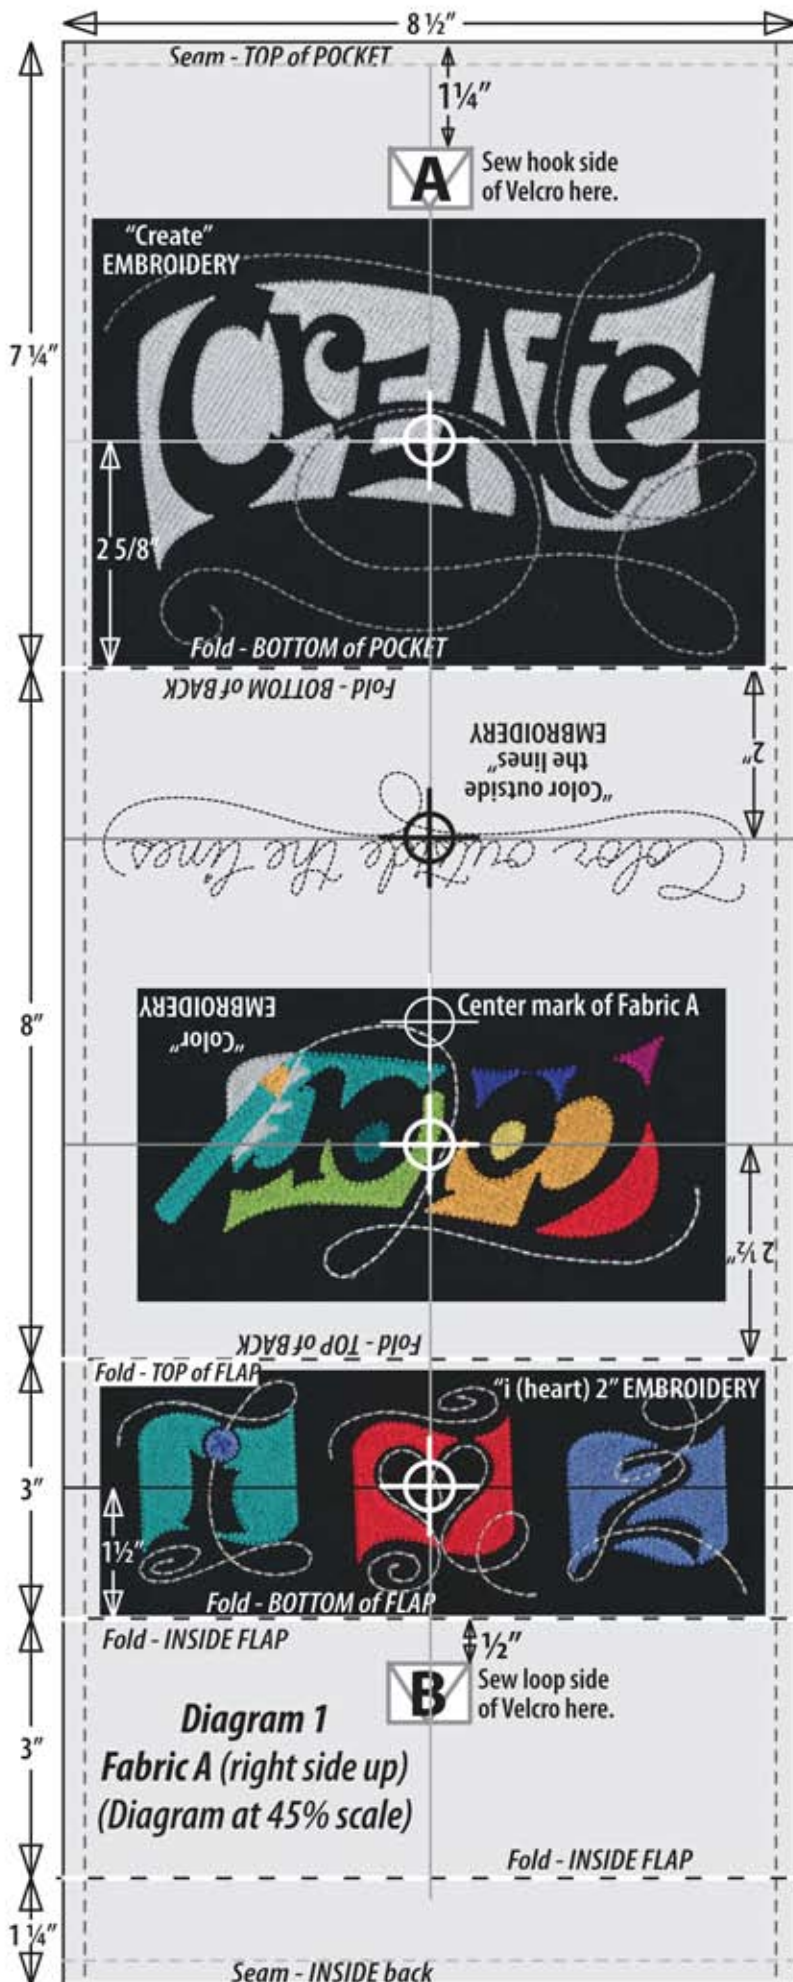 8 ½”
Seam - TOP of POCKET
1¼”
A
Sew hook side
of Velcro here.
“Create”
EMBROIDERY
Create
7 ¼”
2 5/8”
Fold - BOTTOM of POCKET
Fold - BOTTOM of BACK
2”
“Color outside
the lines”
EMBROIDERY
Color outside the lines
8”
“Color”
EMBROIDERY
Center mark of Fabric A
Color
2 ½”
Fold - TOP of BACK
Fold - TOP of FLAP
“i (heart) 2” EMBROIDERY
i
2
3”
1½”
Fold - BOTTOM of FLAP
Fold - INSIDE FLAP
½”
B
Sew loop side
of Velcro here.
Diagram 1
Fabric A (right side up)
(Diagram at 45% scale)
3”
Fold - INSIDE FLAP
1 ¼”
Seam - INSIDE back